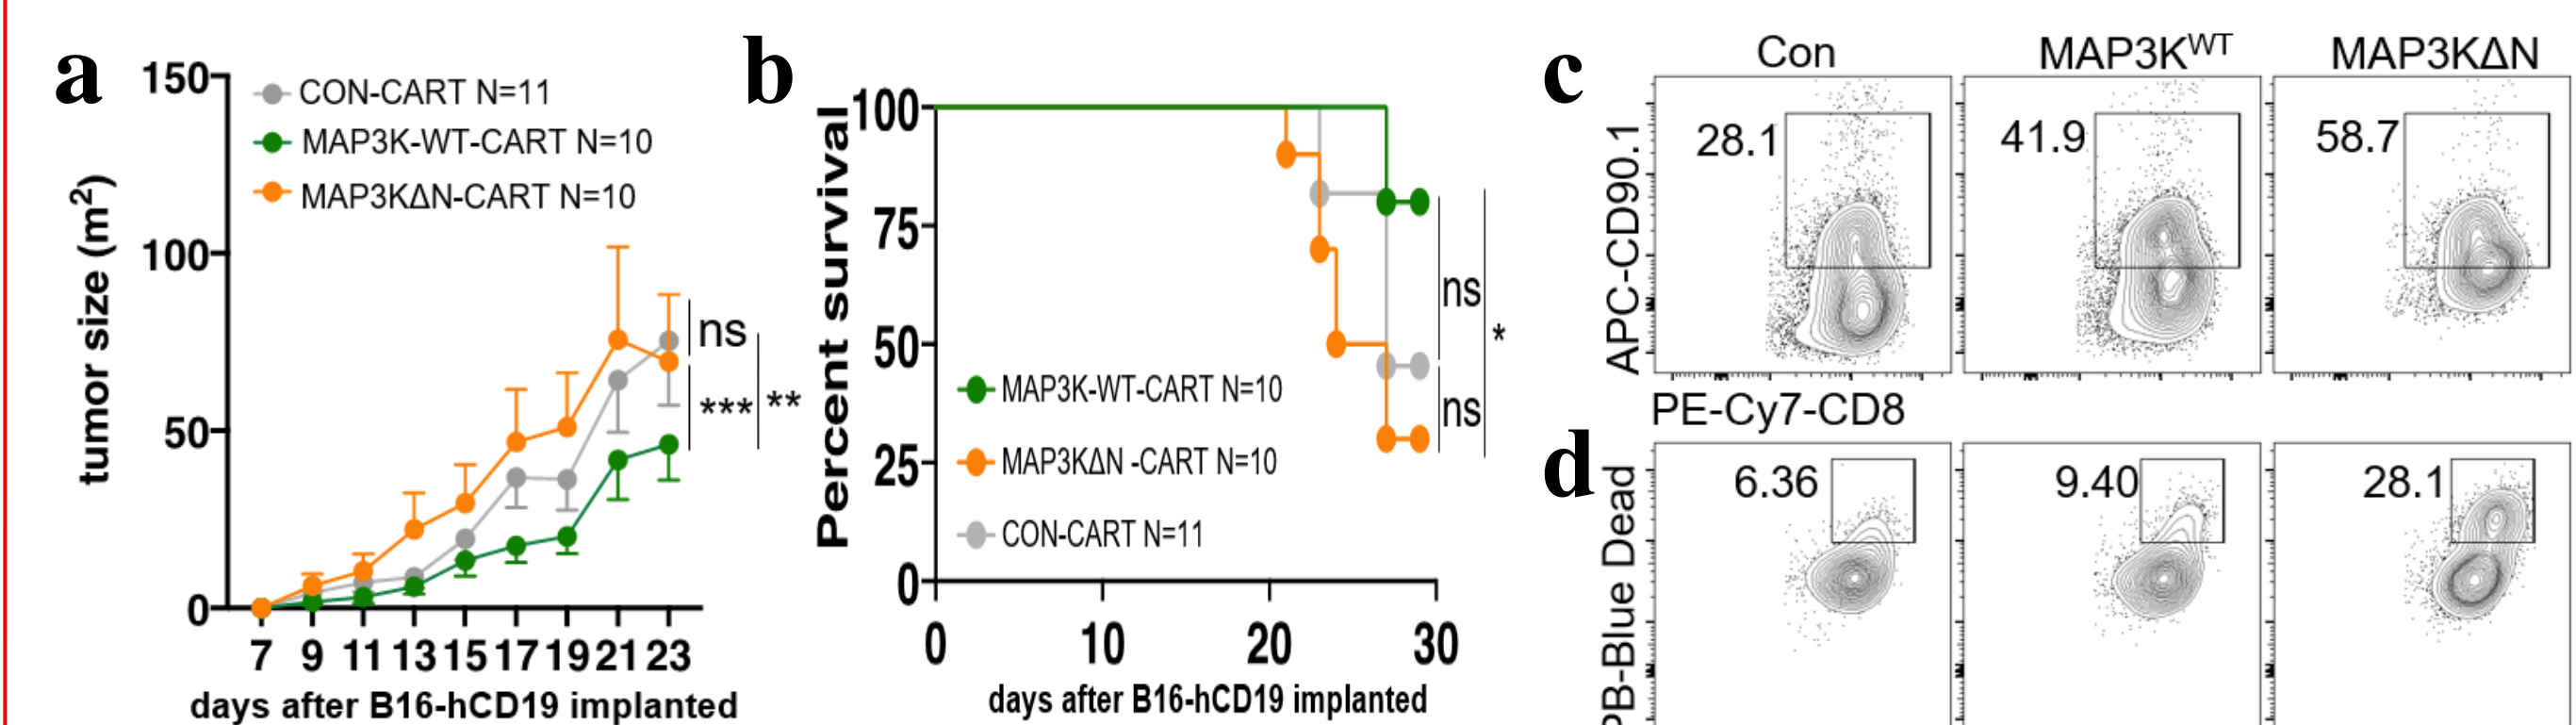 a
150
100
50
0
tumor size (m²)
CON-CART N=11
MAP3K-WT-CART N=10
MAP3KΔN-CART N=10
ns
***
**
7 9 11 13 15 17 19 21 23
days after B16-hCD19 implanted
b
100
75
50
25
0
Percent survival
MAP3K-WT-CART N=10
MAP3KΔN -CART N=10
CON-CART N=11
ns
*
ns
0 10 20 30
days after B16-hCD19 implanted
c
Con MAP3Kᵂᵀ MAP3KΔN
28.1 41.9 58.7
APC-CD90.1
PE-Cy7-CD8
d
6.36 9.40 28.1
PB-Blue Dead